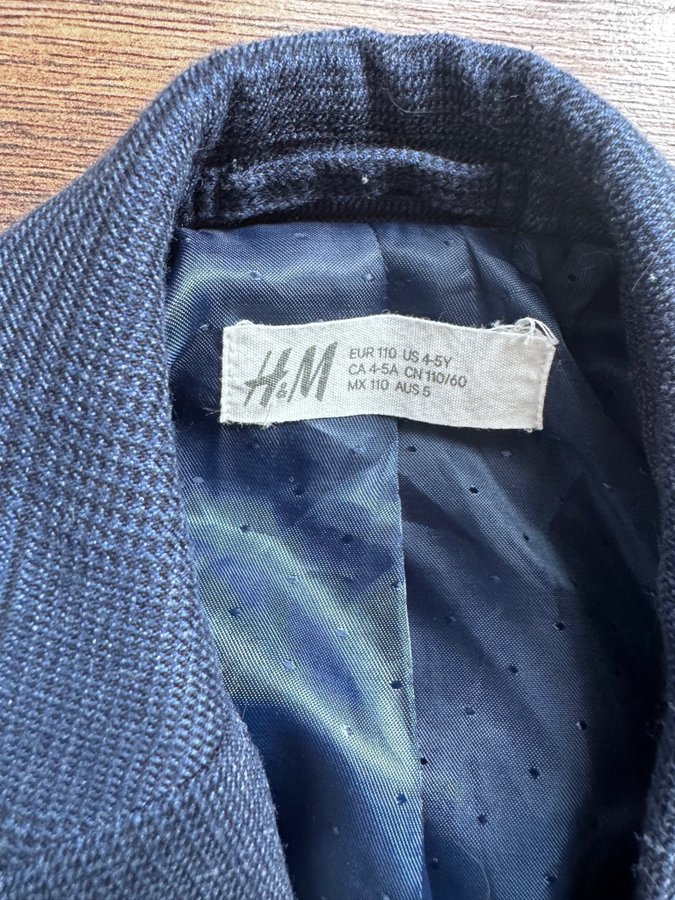 H&M
EUR 110 US 4-5Y
CA 4-5A CN 110/60
MX 110 AUS 5